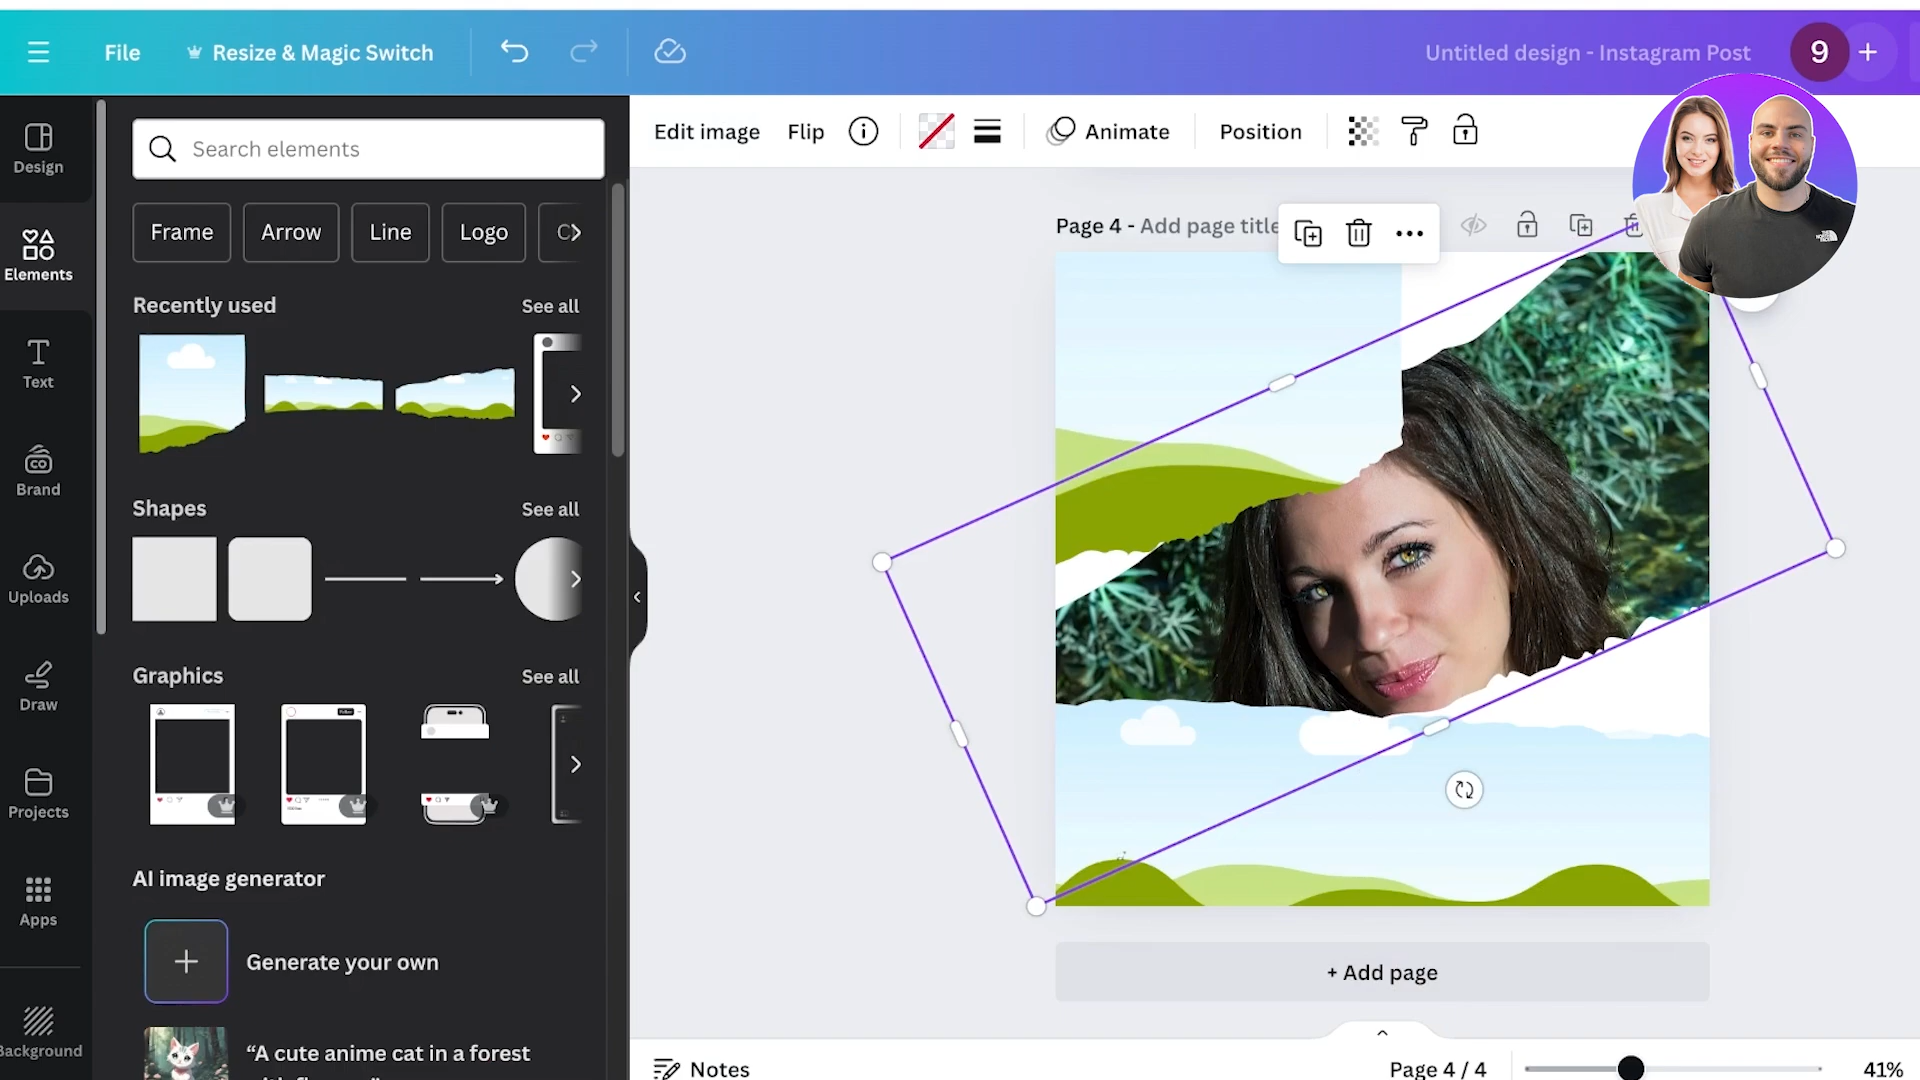 File
Resize & Magic Switch
Untitled design - Instagram Post
9
Design
Elements
Text
Brand
Uploads
Draw
Projects
Apps
Background
Search elements
Frame
Arrow
Line
Logo
Recently used
See all
Shapes
See all
Graphics
See all
AI image generator
Generate your own
“A cute anime cat in a forest
Edit image
Flip
Animate
Position
Page 4 - Add page title
+ Add page
Notes
Page 4 / 4
41%